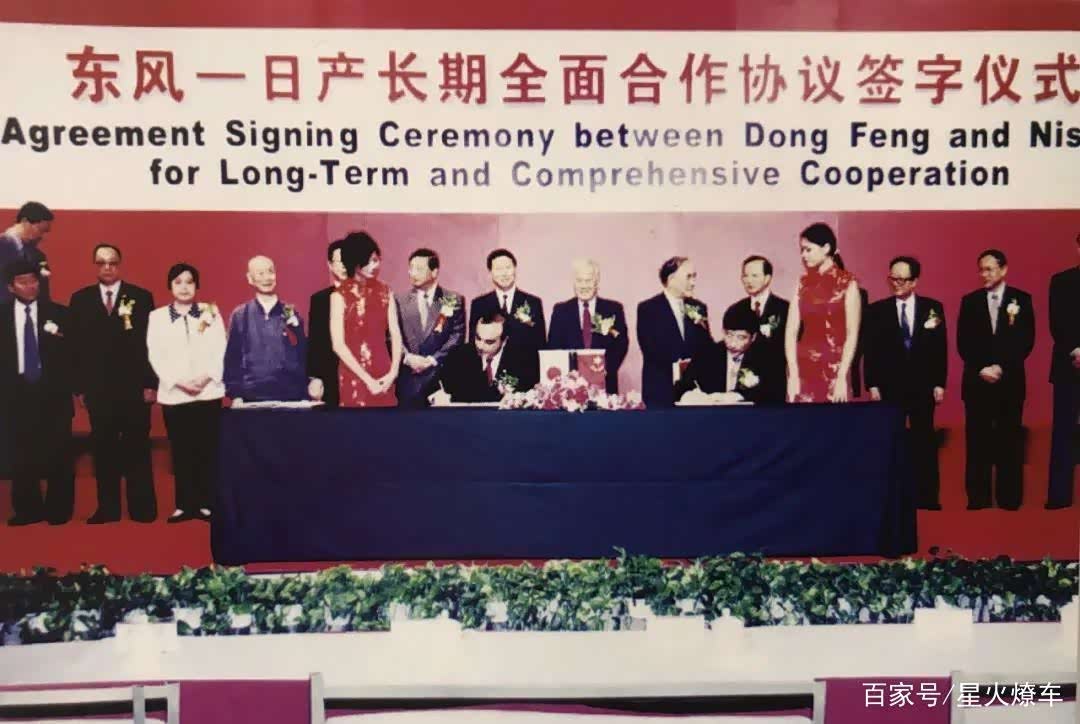 东风一日产长期全面合作协议签字仪式
Agreement Signing Ceremony between Dong Feng and Nis
for Long-Term and Comprehensive Cooperation
百家号/星火燎车